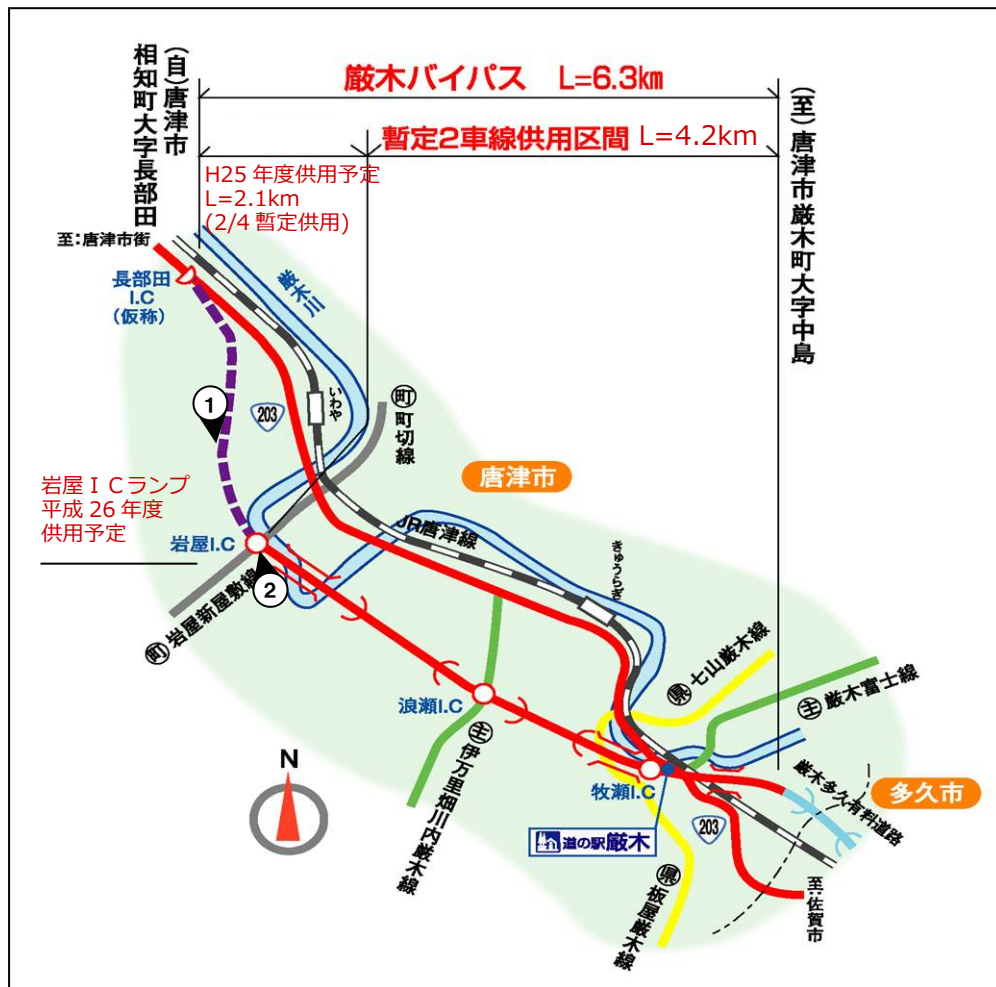 (自)唐津市
相知町大字長部田
厳木バイパス L=6.3km
暫定2車線供用区間 L=4.2km
(至)唐津市厳木町大字中島
H25年度供用予定
L=2.1km
(2/4暫定供用)
至:唐津市街
長部田
I.C
(仮称)
厳木川
いわや
町 町切線
203
1
唐津市
岩屋ICランプ
平成26年度
供用予定
岩屋I.C
2
JR唐津線
きゅうらぎ
町 岩屋新屋敷線
県 七山厳木線
浪瀬I.C
主 厳木富士線
主 伊万里畑川内厳木線
N
牧瀬I.C
厳木多久有料道路
多久市
道の駅厳木
203
県 板屋厳木線
至:佐賀市